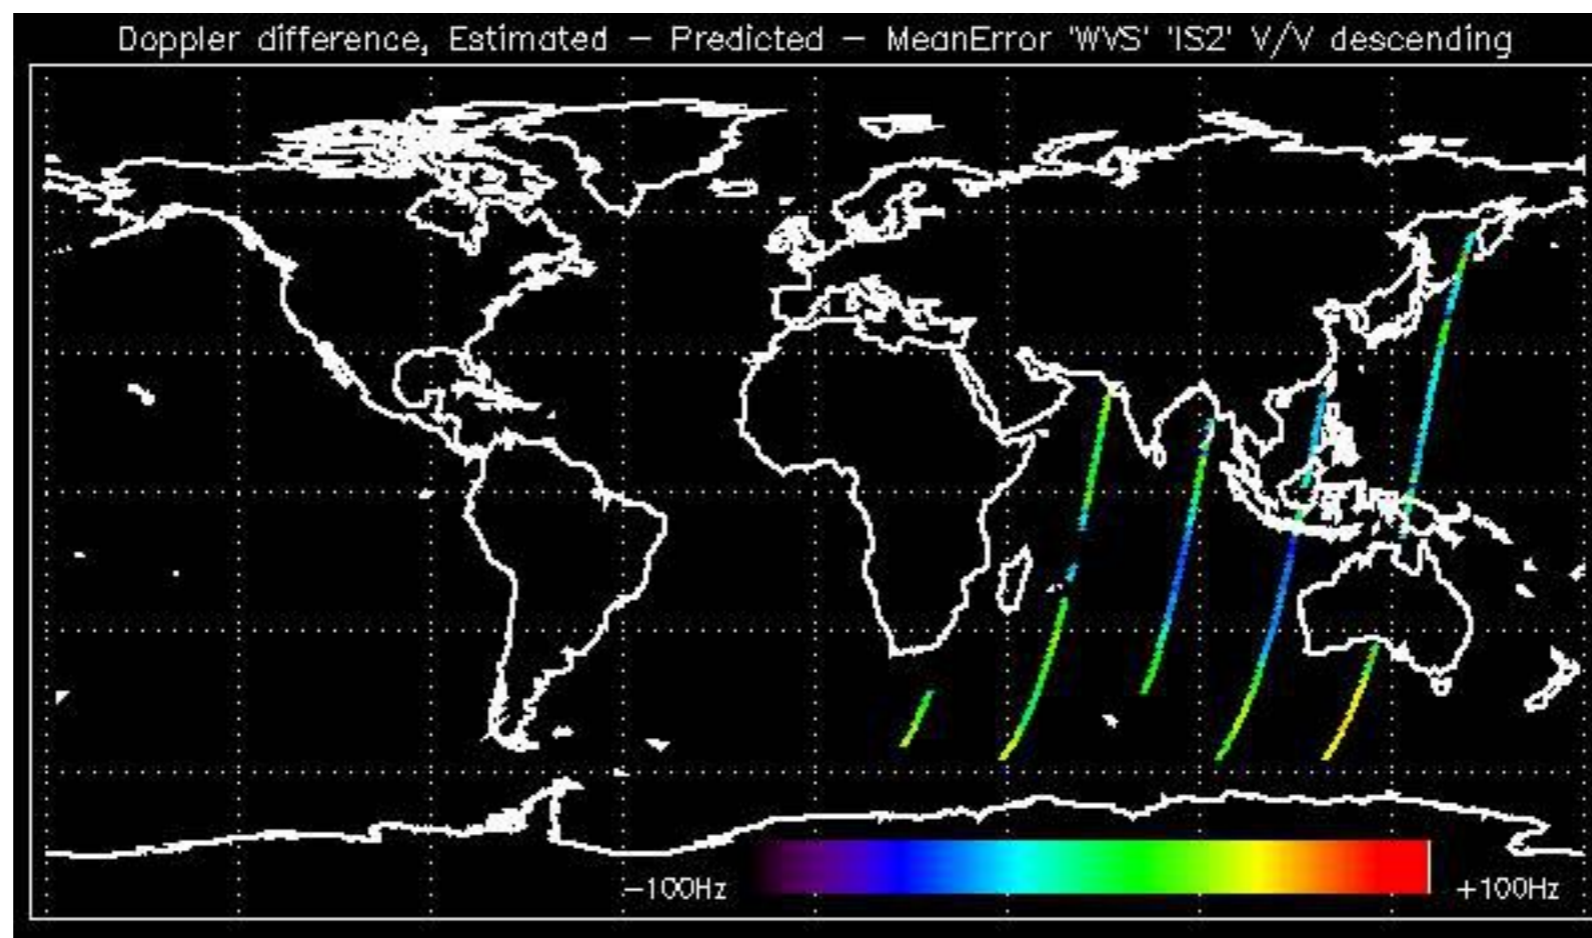 Doppler difference, Estimated – Predicted – MeanError 'WVS' 'IS2' V/V descending
–100Hz
+100Hz